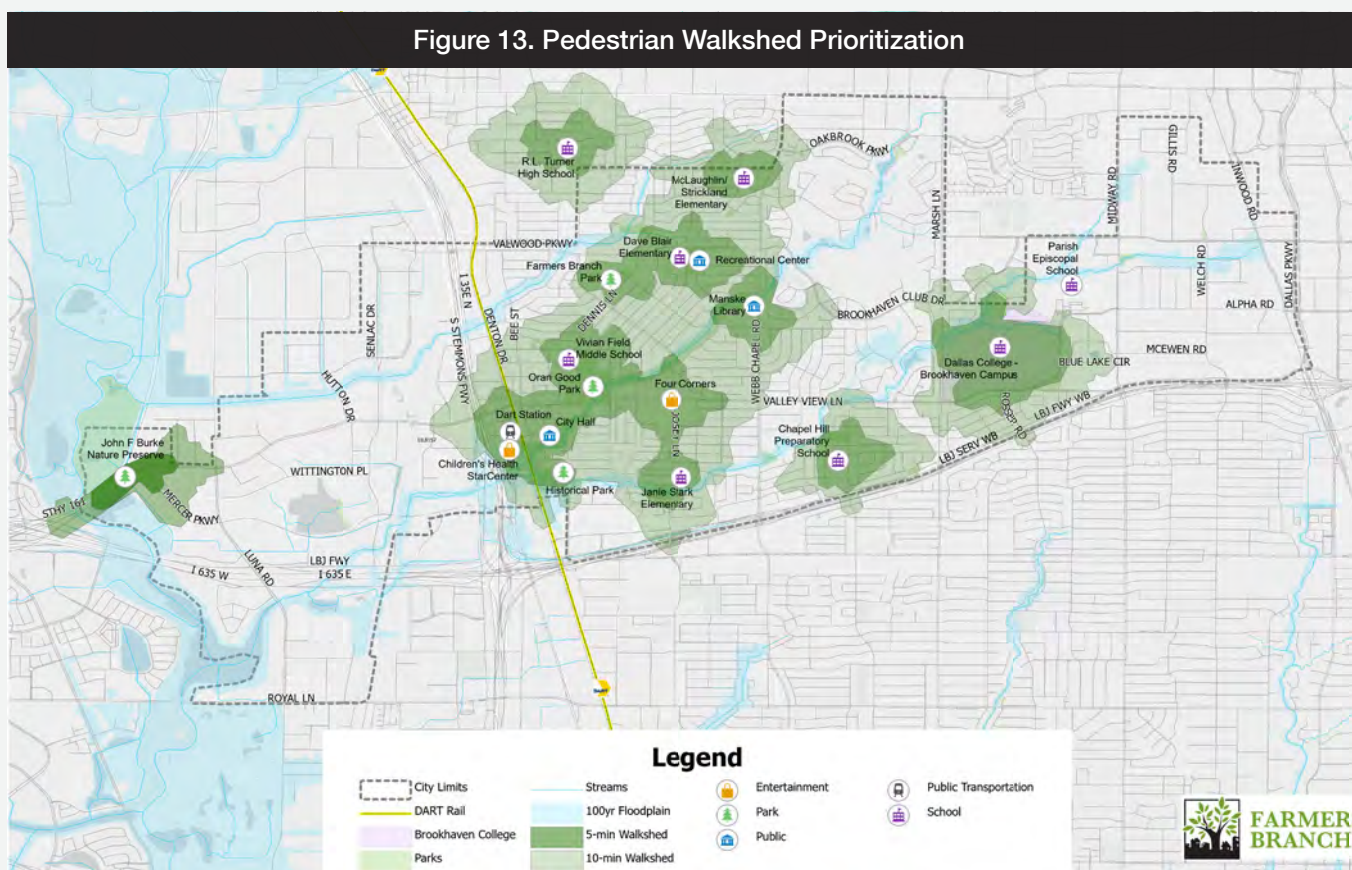 Figure 13. Pedestrian Walkshed Prioritization
R.L. Turner
High School
OAKBROOK PKWY
McLaughlin/
Strickland
Elementary
GILLIS RD
MIDWAY RD
INWOOD RD
MARSH LN
VALWOOD PKWY
Dave Blair
Elementary
Recreational Center
Farmers Branch
Park
Parish
Episcopal
School
WELCH RD
DALLAS PKWY
I 35E N
SENLAC DR
S STEMMONS FWY
DENTON DR
BEE ST
DENNIS LN
Manske
Library
BROOKHAVEN CLUB DR
ALPHA RD
Vivian Field
Middle School
WEBB CHAPEL RD
Dallas College -
Brookhaven Campus
BLUE LAKE CIR
MCEWEN RD
HUTTON DR
Oran Good
Park
Four Corners
JOSEY LN
VALLEY VIEW LN
ROSSER RD
LBJ FWY WB
LBJ SERV WB
Dart Station
City Hall
Chapel Hill
Preparatory
School
John F Burke
Nature Preserve
WITTINGTON PL
Children's Health
StarCenter
Historical Park
Janie Stark
Elementary
STHY 161
MERCER PKWY
LUNA RD
LBJ FWY
I 635 E
I 635 W
ROYAL LN
Legend
City Limits
DART Rail
Brookhaven College
Parks
Streams
100yr Floodplain
5-min Walkshed
10-min Walkshed
Entertainment
Park
Public
Public Transportation
School
FARMER
BRANCH